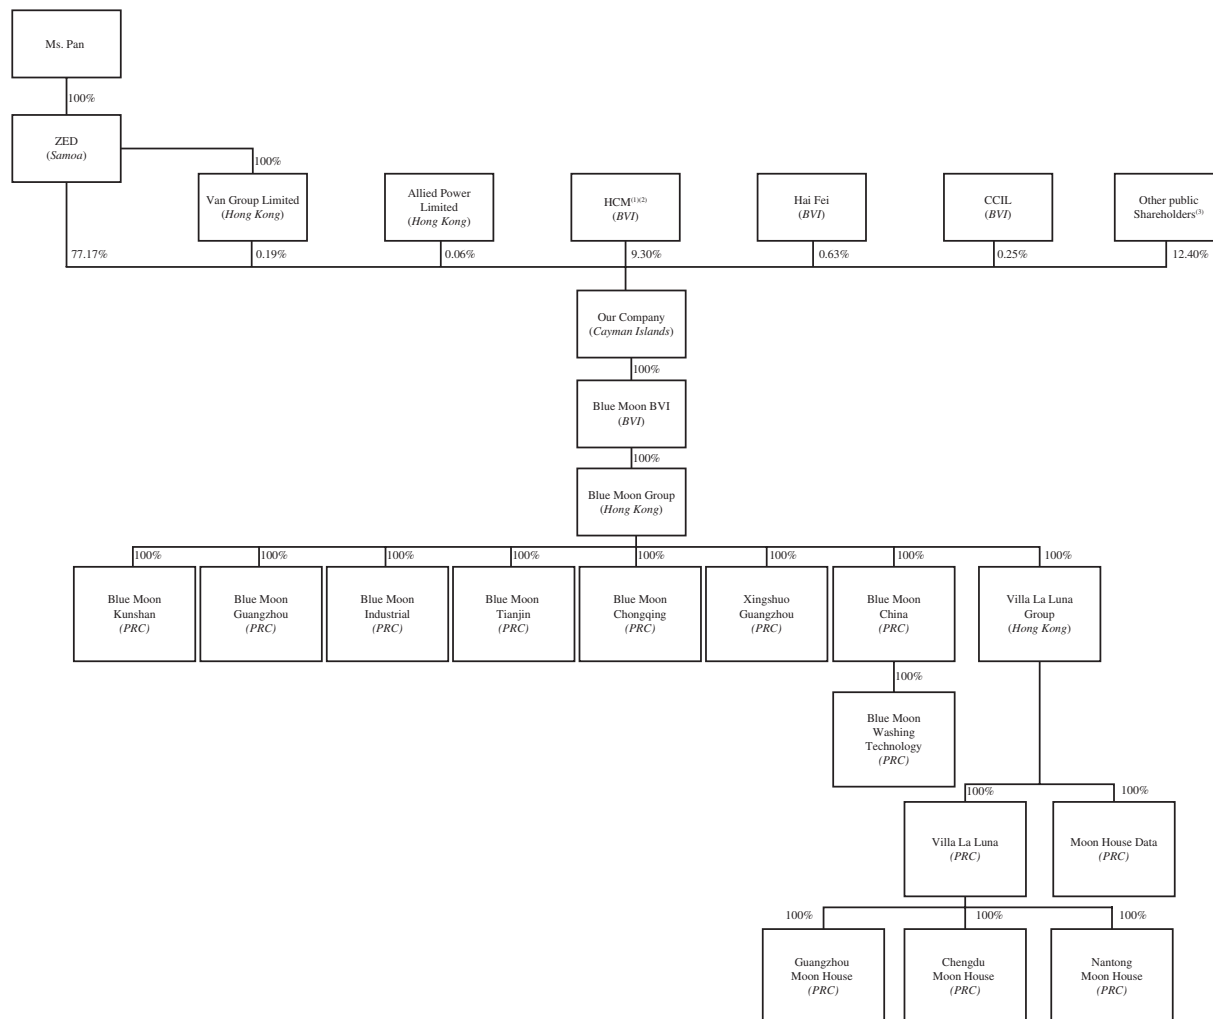 Ms. Pan
100%
ZED
(Samoa)
100%
Van Group Limited
(Hong Kong)
Allied Power
Limited
(Hong Kong)
HCM(1)(2)
(BVI)
Hai Fei
(BVI)
CCIL
(BVI)
Other public
Shareholders(3)
77.17%
0.19%
0.06%
9.30%
0.63%
0.25%
12.40%
Our Company
(Cayman Islands)
100%
Blue Moon BVI
(BVI)
100%
Blue Moon Group
(Hong Kong)
100%
100%
100%
100%
100%
100%
100%
100%
Blue Moon
Kunshan
(PRC)
Blue Moon
Guangzhou
(PRC)
Blue Moon
Industrial
(PRC)
Blue Moon
Tianjin
(PRC)
Blue Moon
Chongqing
(PRC)
Xingshuo
Guangzhou
(PRC)
Blue Moon
China
(PRC)
Villa La Luna
Group
(Hong Kong)
100%
Blue Moon
Washing
Technology
(PRC)
100%
100%
Villa La Luna
(PRC)
Moon House Data
(PRC)
100%
100%
100%
Guangzhou
Moon House
(PRC)
Chengdu
Moon House
(PRC)
Nantong
Moon House
(PRC)